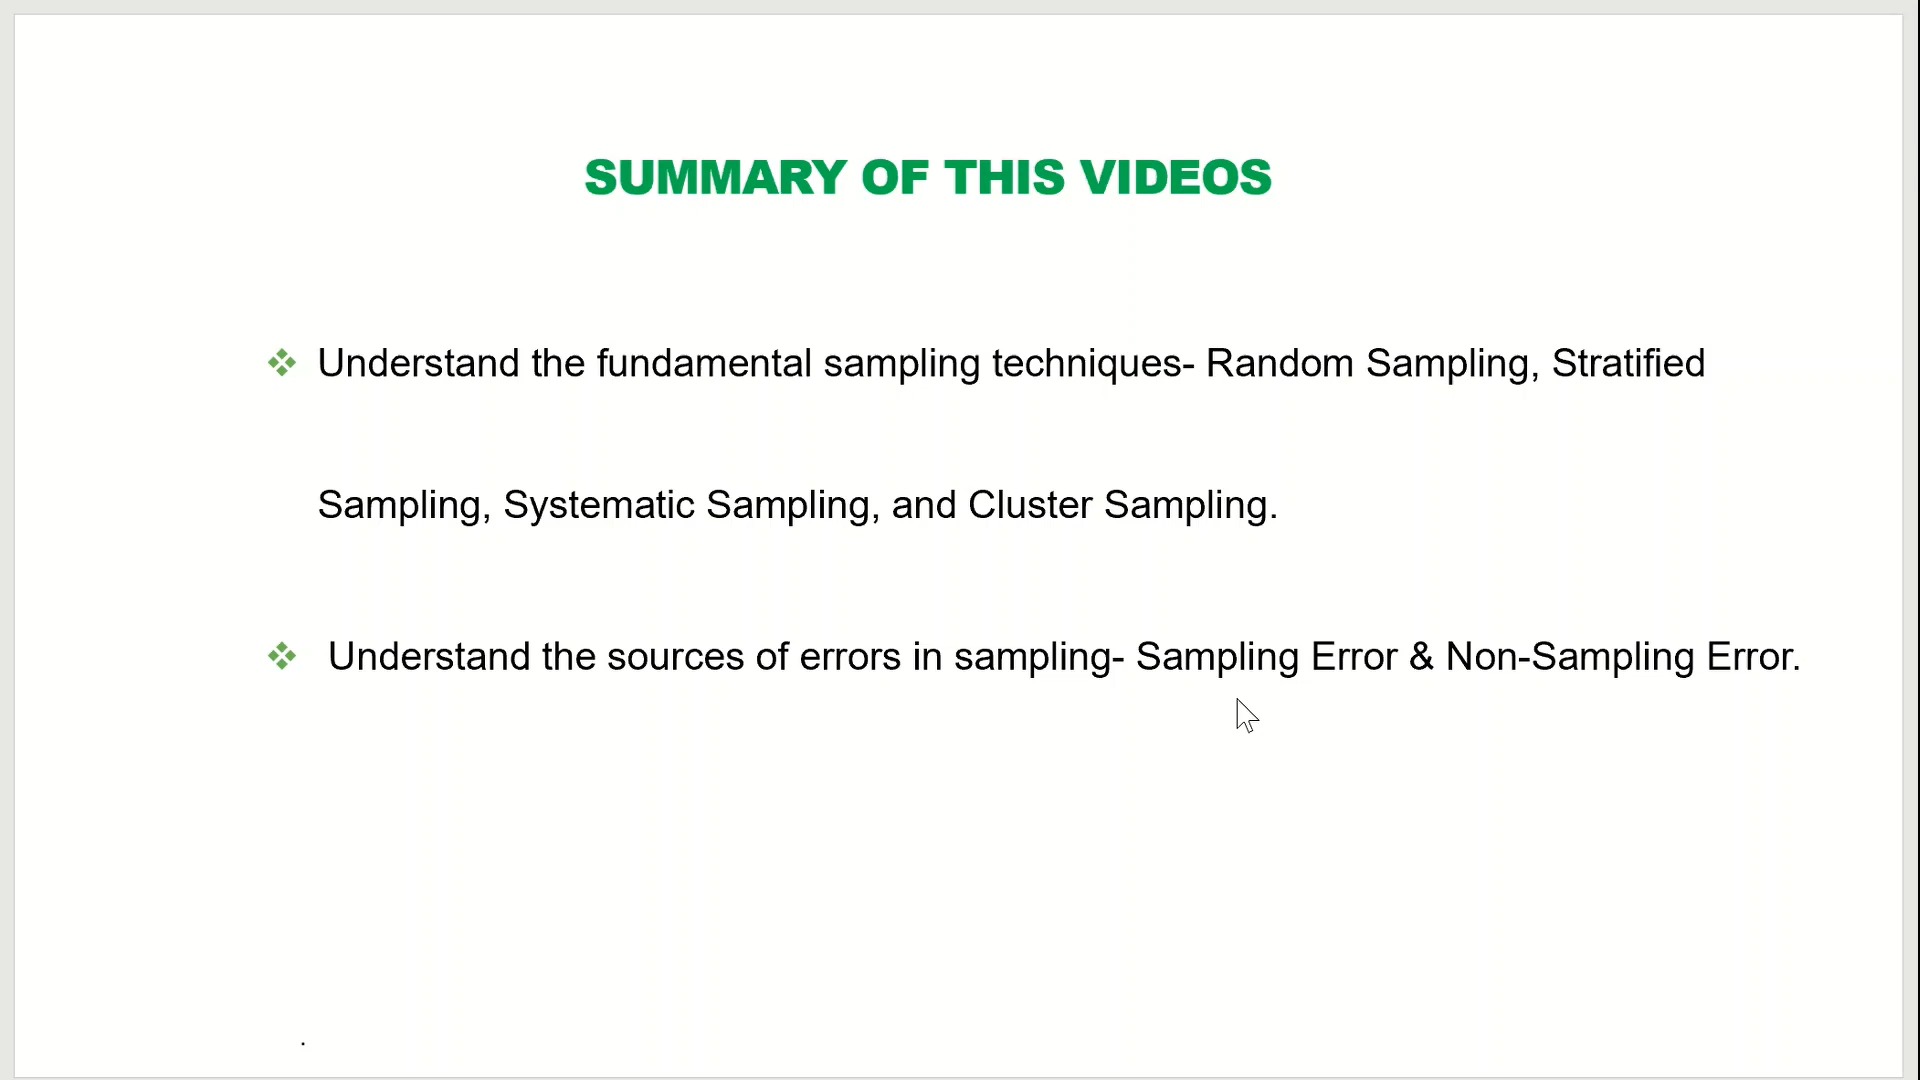 SUMMARY OF THIS VIDEOS
❖ Understand the fundamental sampling techniques- Random Sampling, Stratified
Sampling, Systematic Sampling, and Cluster Sampling.
❖ Understand the sources of errors in sampling- Sampling Error & Non-Sampling Error.
.